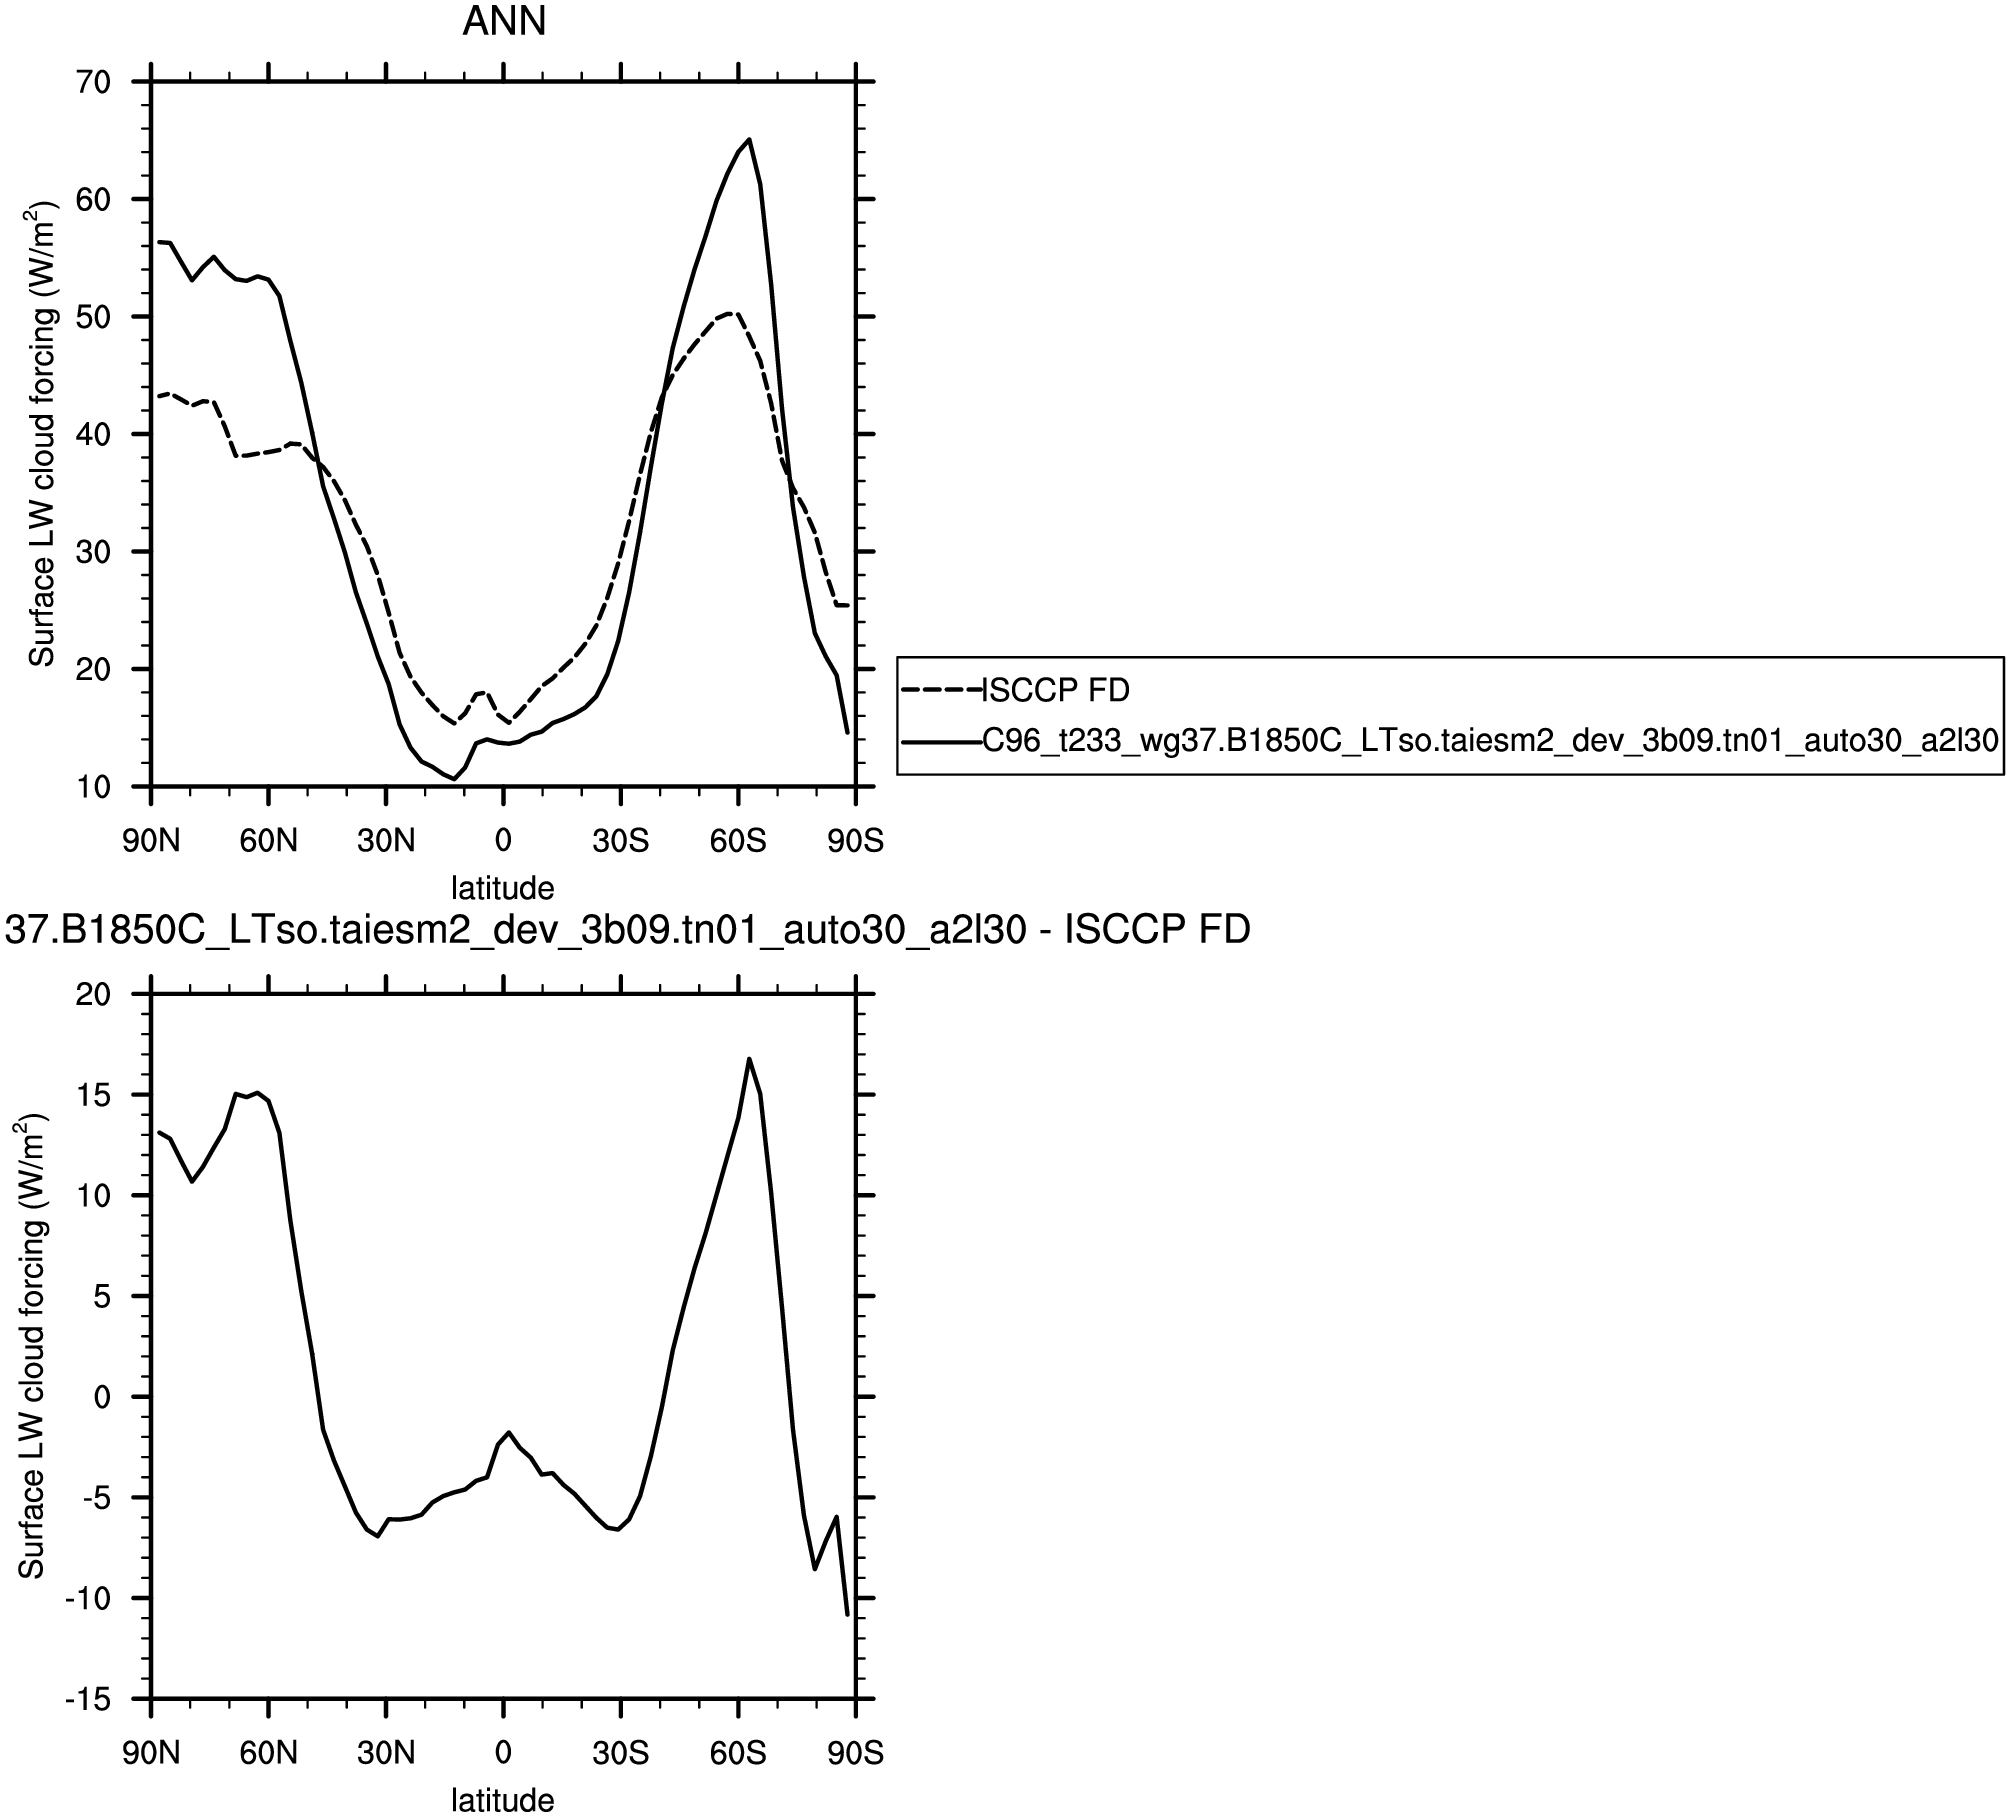 ANN
70
60
50
40
30
20
10
Surface LW cloud forcing (W/m²)
90N 60N 30N 0 30S 60S 90S
latitude
ISCCP FD
C96_t233_wg37.B1850C_LTso.taiesm2_dev_3b09.tn01_auto30_a2l30
37.B1850C_LTso.taiesm2_dev_3b09.tn01_auto30_a2l30 - ISCCP FD
20
15
10
5
0
-5
-10
-15
Surface LW cloud forcing (W/m²)
90N 60N 30N 0 30S 60S 90S
latitude